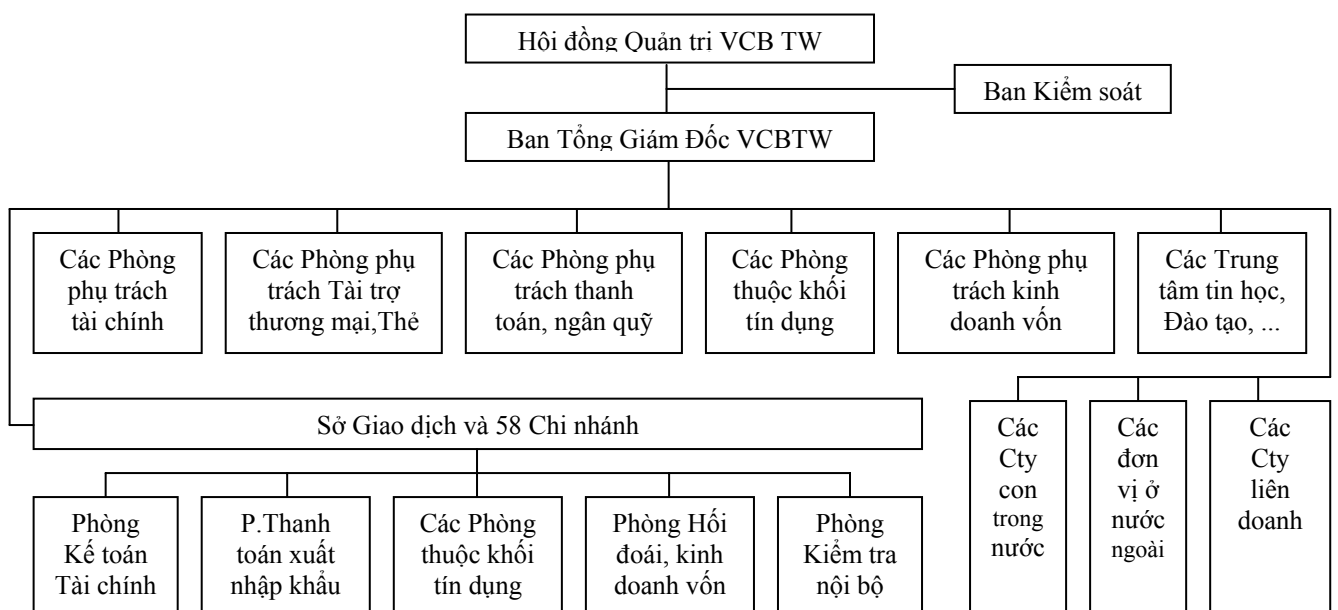 Hôi đồng Quản tri VCB TW
Ban Kiểm soát
Ban Tổng Giám Đốc VCBTW
Các Phòng
phụ trách
tài chính
Các Phòng phụ
trách Tài trợ
thương mại,Thẻ
Các Phòng phụ
trách thanh
toán, ngân quỹ
Các Phòng
thuộc khối
tín dụng
Các Phòng phụ
trách kinh
doanh vốn
Các Trung
tâm tin học,
Đào tạo, ...
Sở Giao dịch và 58 Chi nhánh
Các
Cty
con
trong
nước
Các
đơn
vị ở
nước
ngoài
Các
Cty
liên
doanh
Phòng
Kế toán
Tài chính
P.Thanh
toán xuất
nhập khẩu
Các Phòng
thuộc khối
tín dụng
Phòng Hối
đoái, kinh
doanh vốn
Phòng
Kiểm tra
nội bộ